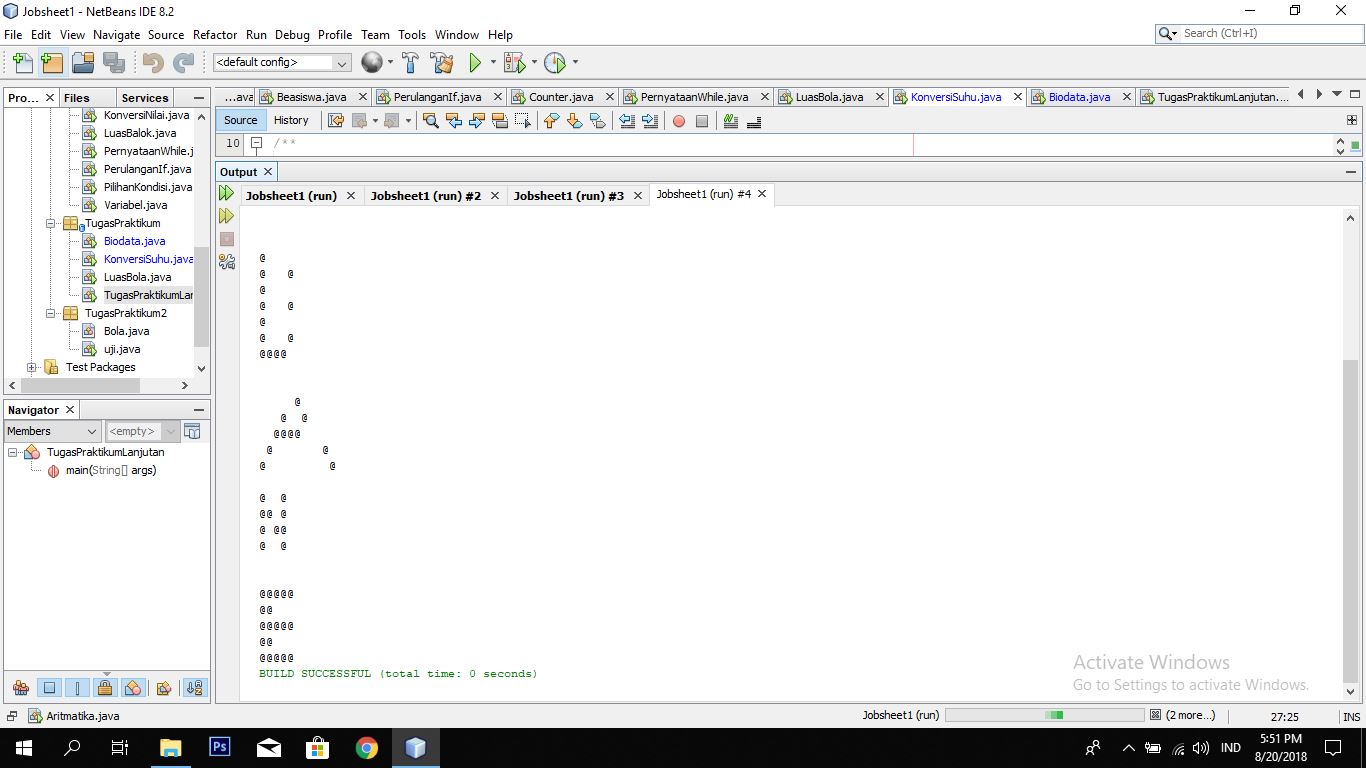 Jobsheet1 - NetBeans IDE 8.2
File Edit View Navigate Source Refactor Run Debug Profile Team Tools Window Help
Search (Ctrl+I)
<default config>
Pro... Files Services
...ava Beasiswa.java PerulanganIf.java Counter.java PernyataanWhile.java LuasBola.java KonversiSuhu.java Biodata.java TugasPraktikumLanjutan....
Source History
10 /**
KonversiNilai.java
LuasBalok.java
PernyataanWhile.j
PerulanganIf.java
PilihanKondisi.java
Variabel.java
TugasPraktikum
Biodata.java
KonversiSuhu.java
LuasBola.java
TugasPraktikumLar
TugasPraktikum2
Bola.java
uji.java
Test Packages
Navigator
Members <empty>
TugasPraktikumLanjutan
main(String[] args)
Output
Jobsheet1 (run) Jobsheet1 (run) #2 Jobsheet1 (run) #3 Jobsheet1 (run) #4
@
@   @
@
@   @
@
@   @
@@@@
     @
   @  @
  @@@@
 @       @
@         @
@  @
@@ @
@ @@
@  @
@@@@@
@@
@@@@@
@@
@@@@@
BUILD SUCCESSFUL (total time: 0 seconds)
Activate Windows
Go to Settings to activate Windows.
Aritmatika.java
Jobsheet1 (run) (2 more...) 27:25 INS
Ps
IND
5:51 PM
8/20/2018